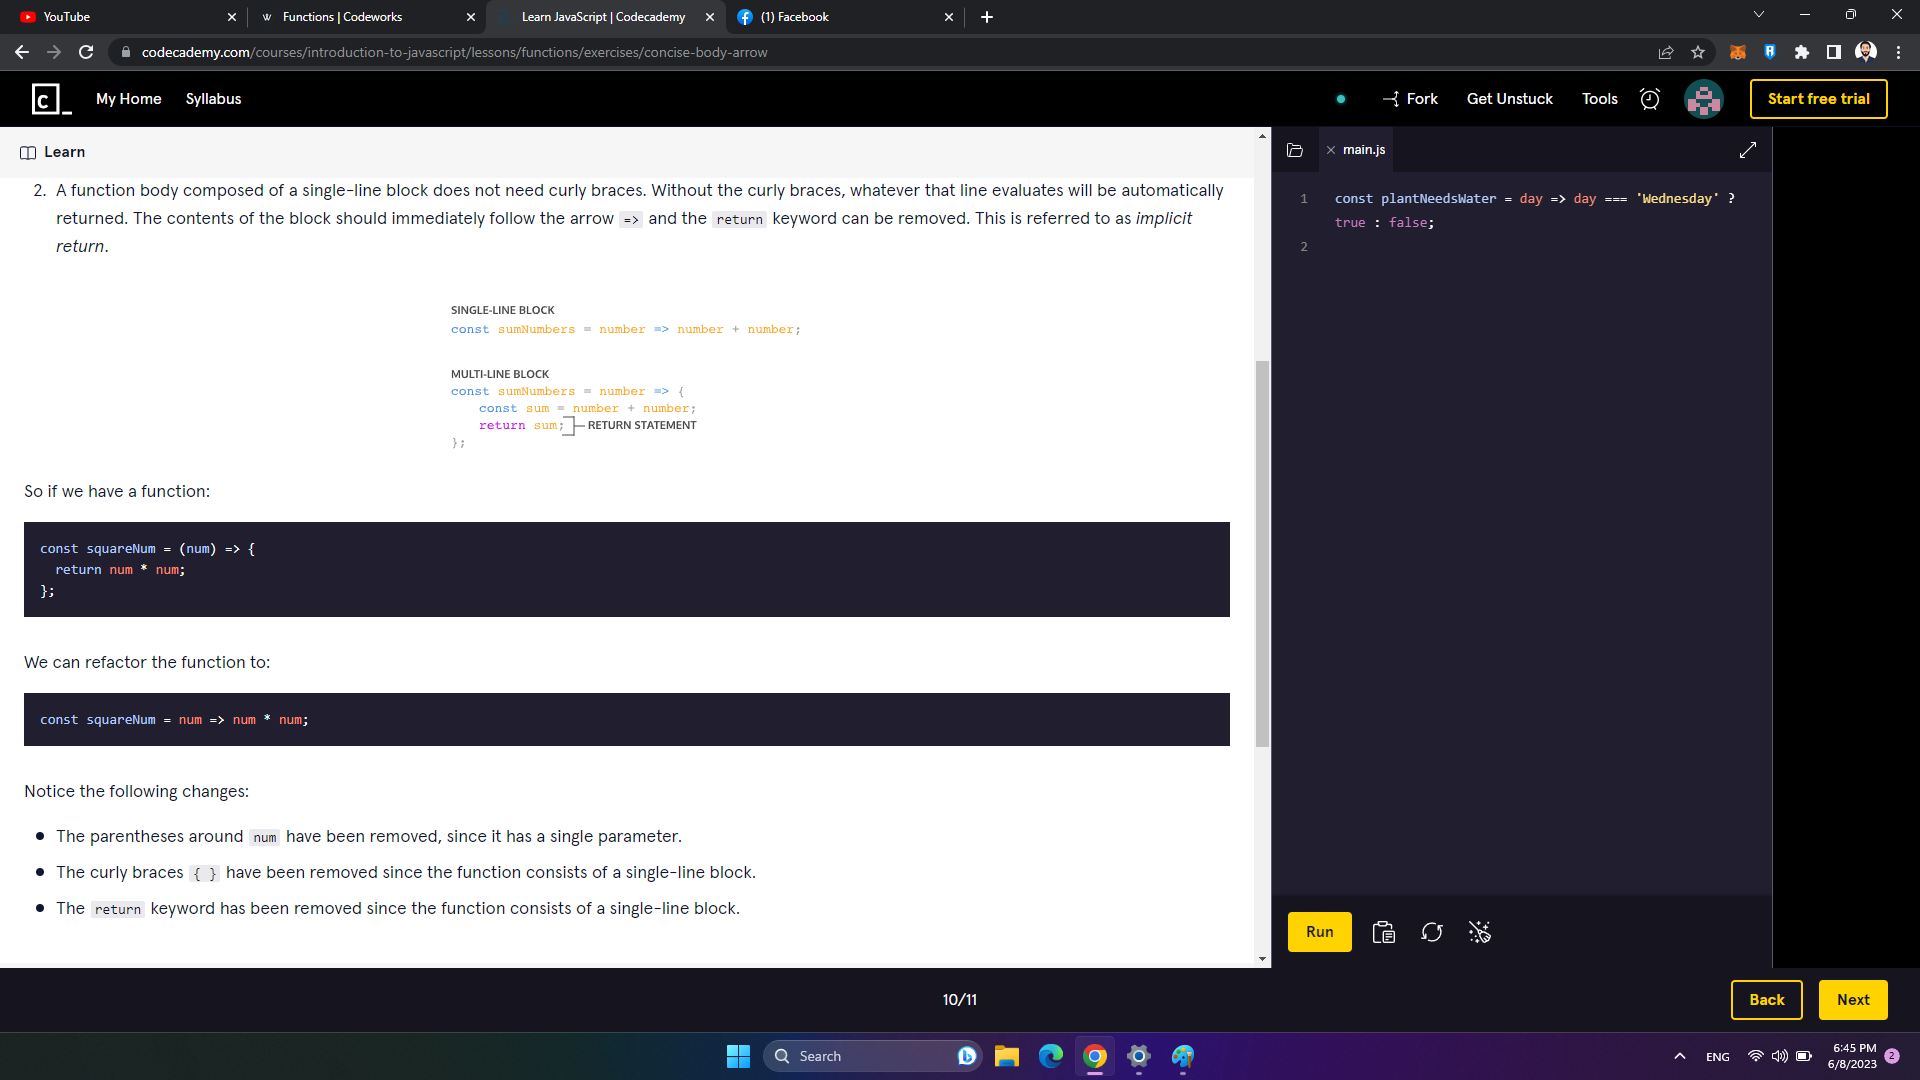 YouTube
Functions | Codeworks
Learn JavaScript | Codecademy
(1) Facebook
codecademy.com/courses/introduction-to-javascript/lessons/functions/exercises/concise-body-arrow
My Home
Syllabus
Fork
Get Unstuck
Tools
Start free trial
Learn
2. A function body composed of a single-line block does not need curly braces. Without the curly braces, whatever that line evaluates will be automatically
returned. The contents of the block should immediately follow the arrow => and the return keyword can be removed. This is referred to as implicit
return.
SINGLE-LINE BLOCK
const sumNumbers = number => number + number;
MULTI-LINE BLOCK
const sumNumbers = number => {
const sum = number + number;
return sum; RETURN STATEMENT
};
So if we have a function:
const squareNum = (num) => {
return num * num;
};
We can refactor the function to:
const squareNum = num => num * num;
Notice the following changes:
The parentheses around num have been removed, since it has a single parameter.
The curly braces { } have been removed since the function consists of a single-line block.
The return keyword has been removed since the function consists of a single-line block.
main.js
1 const plantNeedsWater = day => day === 'Wednesday' ?
true : false;
2
Run
10/11
Back
Next
Search
ENG
6:45 PM
6/8/2023
2